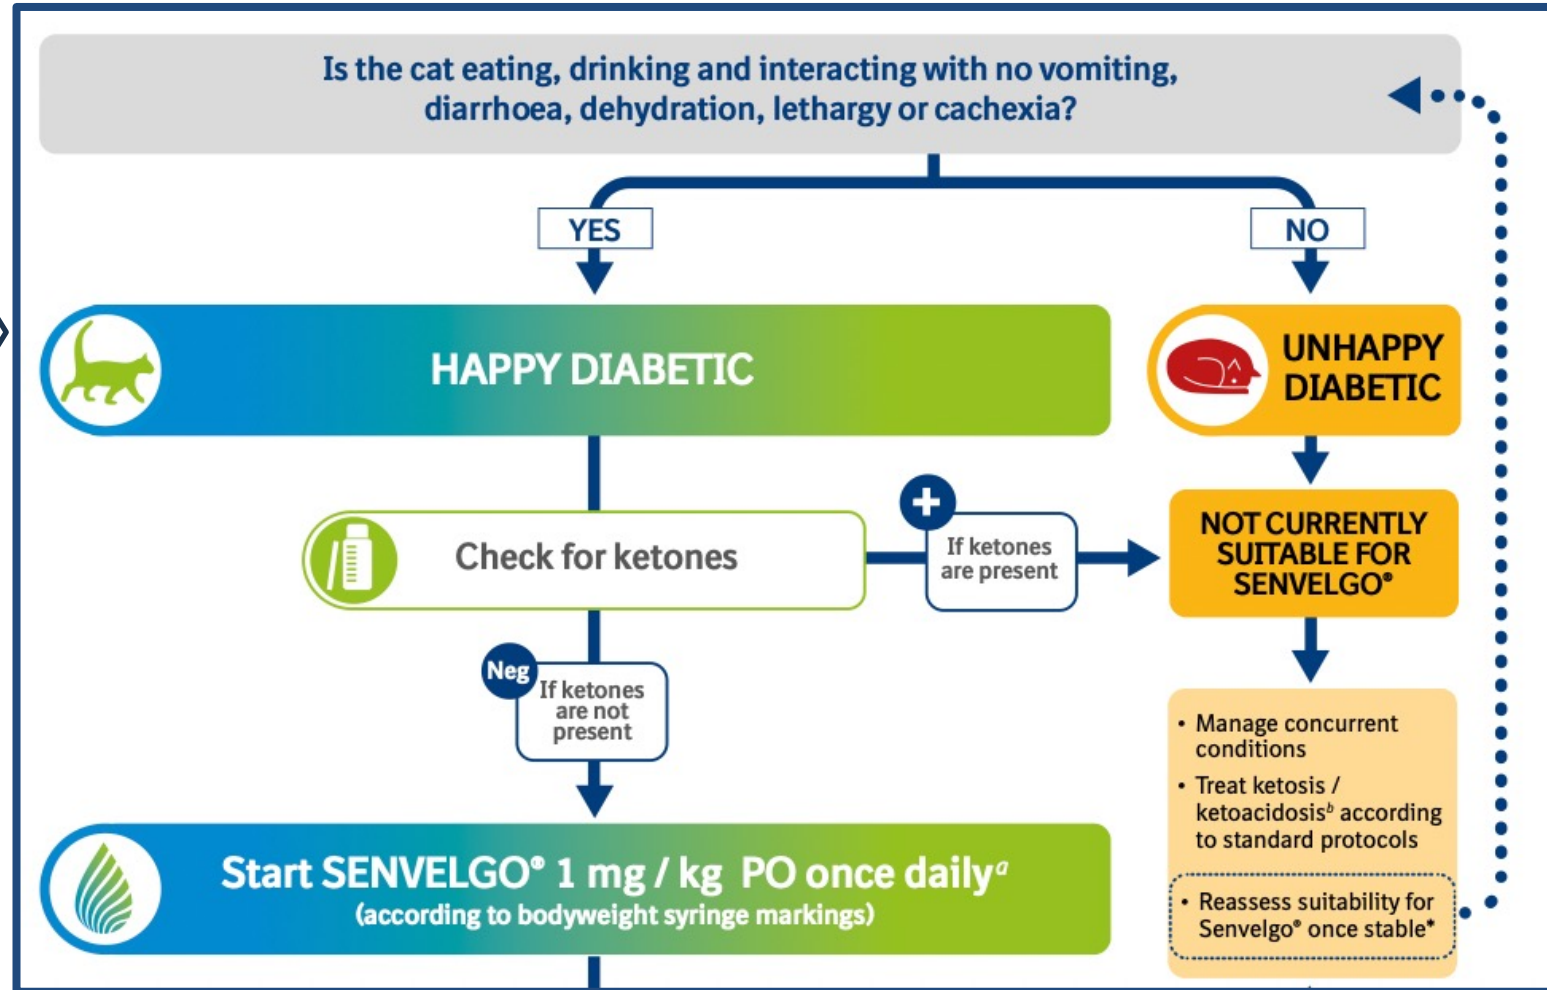 Is the cat eating, drinking and interacting with no vomiting,
diarrhoea, dehydration, lethargy or cachexia?
YES
NO
HAPPY DIABETIC
UNHAPPY
DIABETIC
Check for ketones
+
If ketones
are present
NOT CURRENTLY
SUITABLE FOR
SENVELGO®
Neg
If ketones
are not
present
• Manage concurrent
conditions
• Treat ketosis /
ketoacidosisᵇ according
to standard protocols
• Reassess suitability for
Senvelgo® once stable*
Start SENVELGO® 1 mg / kg PO once dailyᵃ
(according to bodyweight syringe markings)